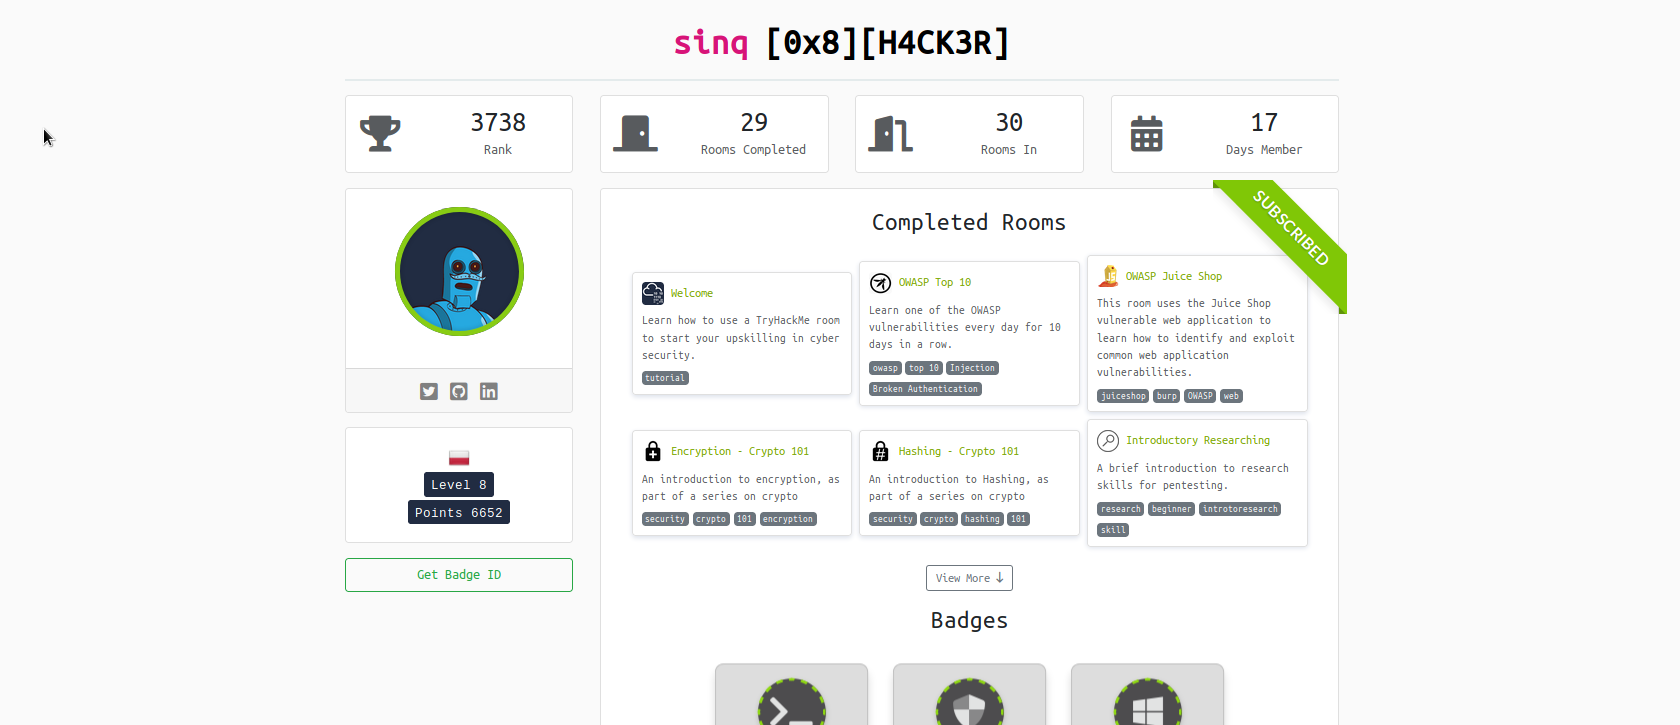 sinq [0x8][H4CK3R]
3738
Rank
29
Rooms Completed
30
Rooms In
17
Days Member
SUBSCRIBED
Completed Rooms
Welcome
Learn how to use a TryHackMe room
to start your upskilling in cyber
security.
tutorial
OWASP Top 10
Learn one of the OWASP
vulnerabilities every day for 10
days in a row.
owasp top 10 Injection
Broken Authentication
OWASP Juice Shop
This room uses the Juice Shop
vulnerable web application to
learn how to identify and exploit
common web application
vulnerabilities.
juiceshop burp OWASP web
Encryption - Crypto 101
An introduction to encryption, as
part of a series on crypto
security crypto 101 encryption
Hashing - Crypto 101
An introduction to Hashing, as
part of a series on crypto
security crypto hashing 101
Introductory Researching
A brief introduction to research
skills for pentesting.
research beginner introtoresearch
skill
Level 8
Points 6652
Get Badge ID
View More ↓
Badges